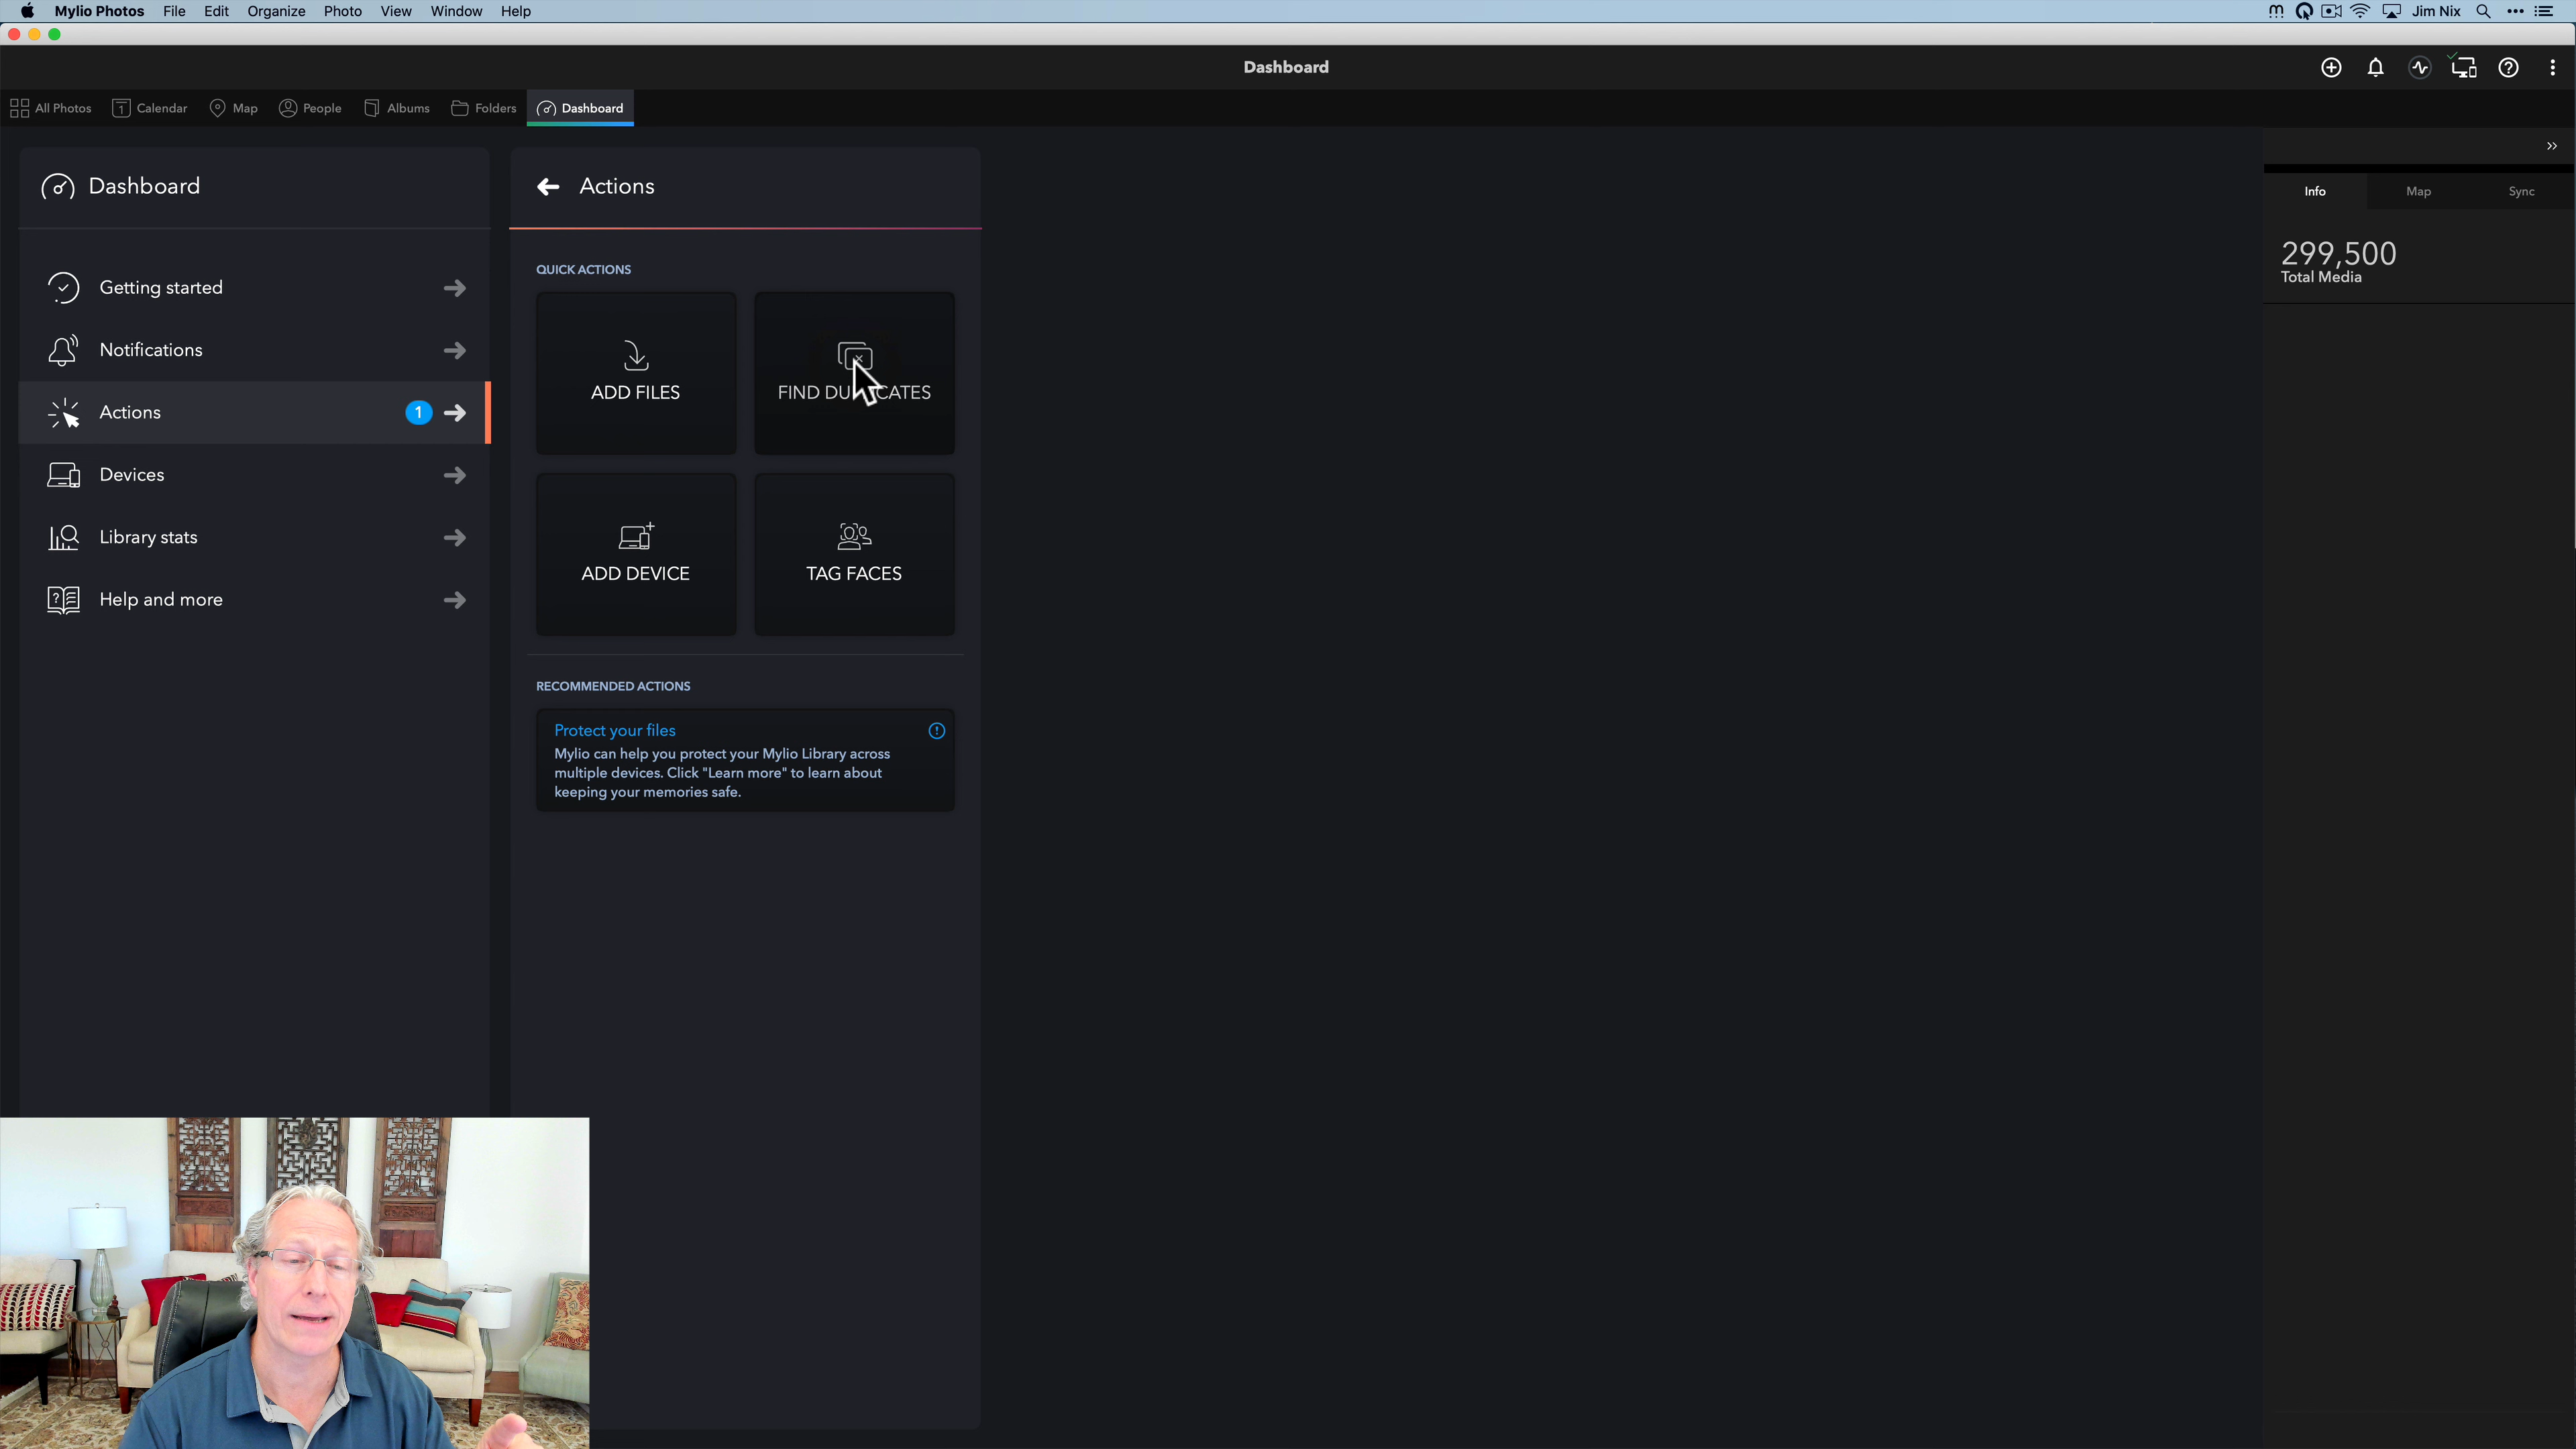 Mylio Photos File Edit Organize Photo View Window Help Jim Nix
Dashboard
All Photos 1 Calendar Map People Albums Folders Dashboard
Dashboard
Getting started
Notifications
Actions 1
Devices
Library stats
Help and more
Actions
QUICK ACTIONS
ADD FILES
FIND
ADD DEVICE
TAG FACES
RECOMMENDED ACTIONS
Protect your files
Mylio can help you protect your Mylio Library across
multiple devices. Click "Learn more" to learn about
keeping your memories safe.
Info Map Sync
299,500
Total Media